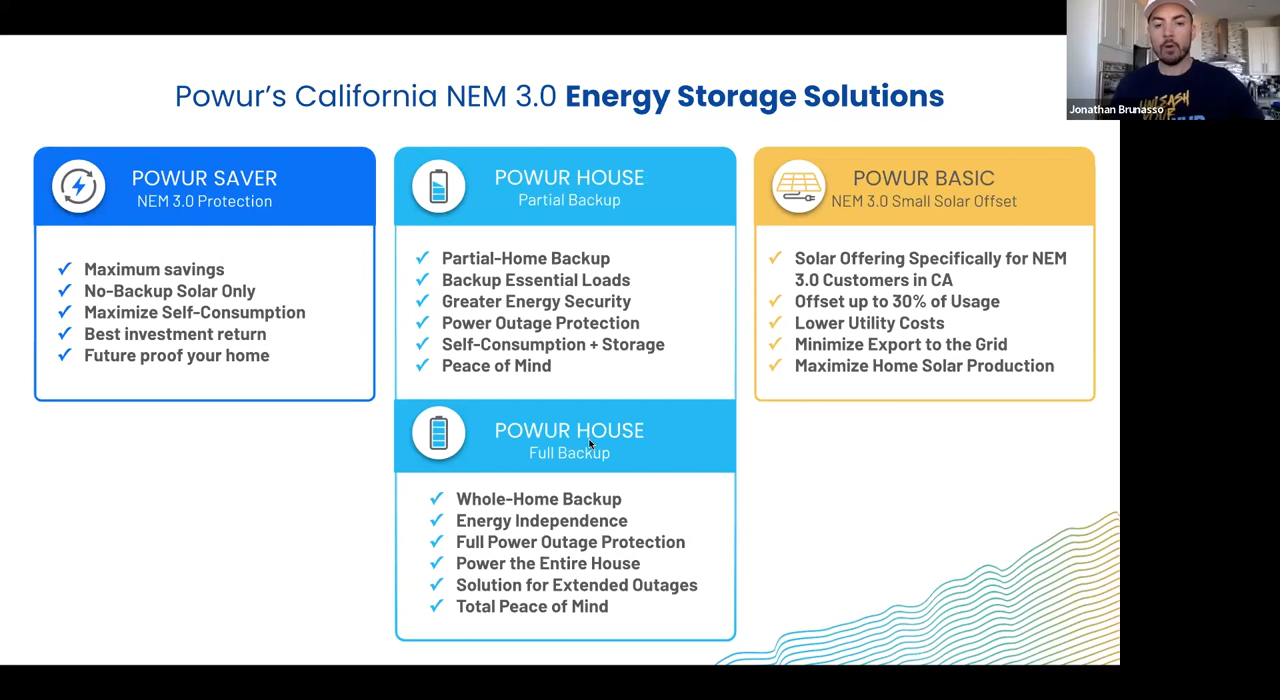 Powur's California NEM 3.0 Energy Storage Solutions
Jonathan Brunasso
UNLEASH
YOUR
POWUR SAVER
NEM 3.0 Protection
Maximum savings
No-Backup Solar Only
Maximize Self-Consumption
Best investment return
Future proof your home
POWUR HOUSE
Partial Backup
Partial-Home Backup
Backup Essential Loads
Greater Energy Security
Power Outage Protection
Self-Consumption + Storage
Peace of Mind
POWUR HOUSE
Full Backup
Whole-Home Backup
Energy Independence
Full Power Outage Protection
Power the Entire House
Solution for Extended Outages
Total Peace of Mind
POWUR BASIC
NEM 3.0 Small Solar Offset
Solar Offering Specifically for NEM
3.0 Customers in CA
Offset up to 30% of Usage
Lower Utility Costs
Minimize Export to the Grid
Maximize Home Solar Production